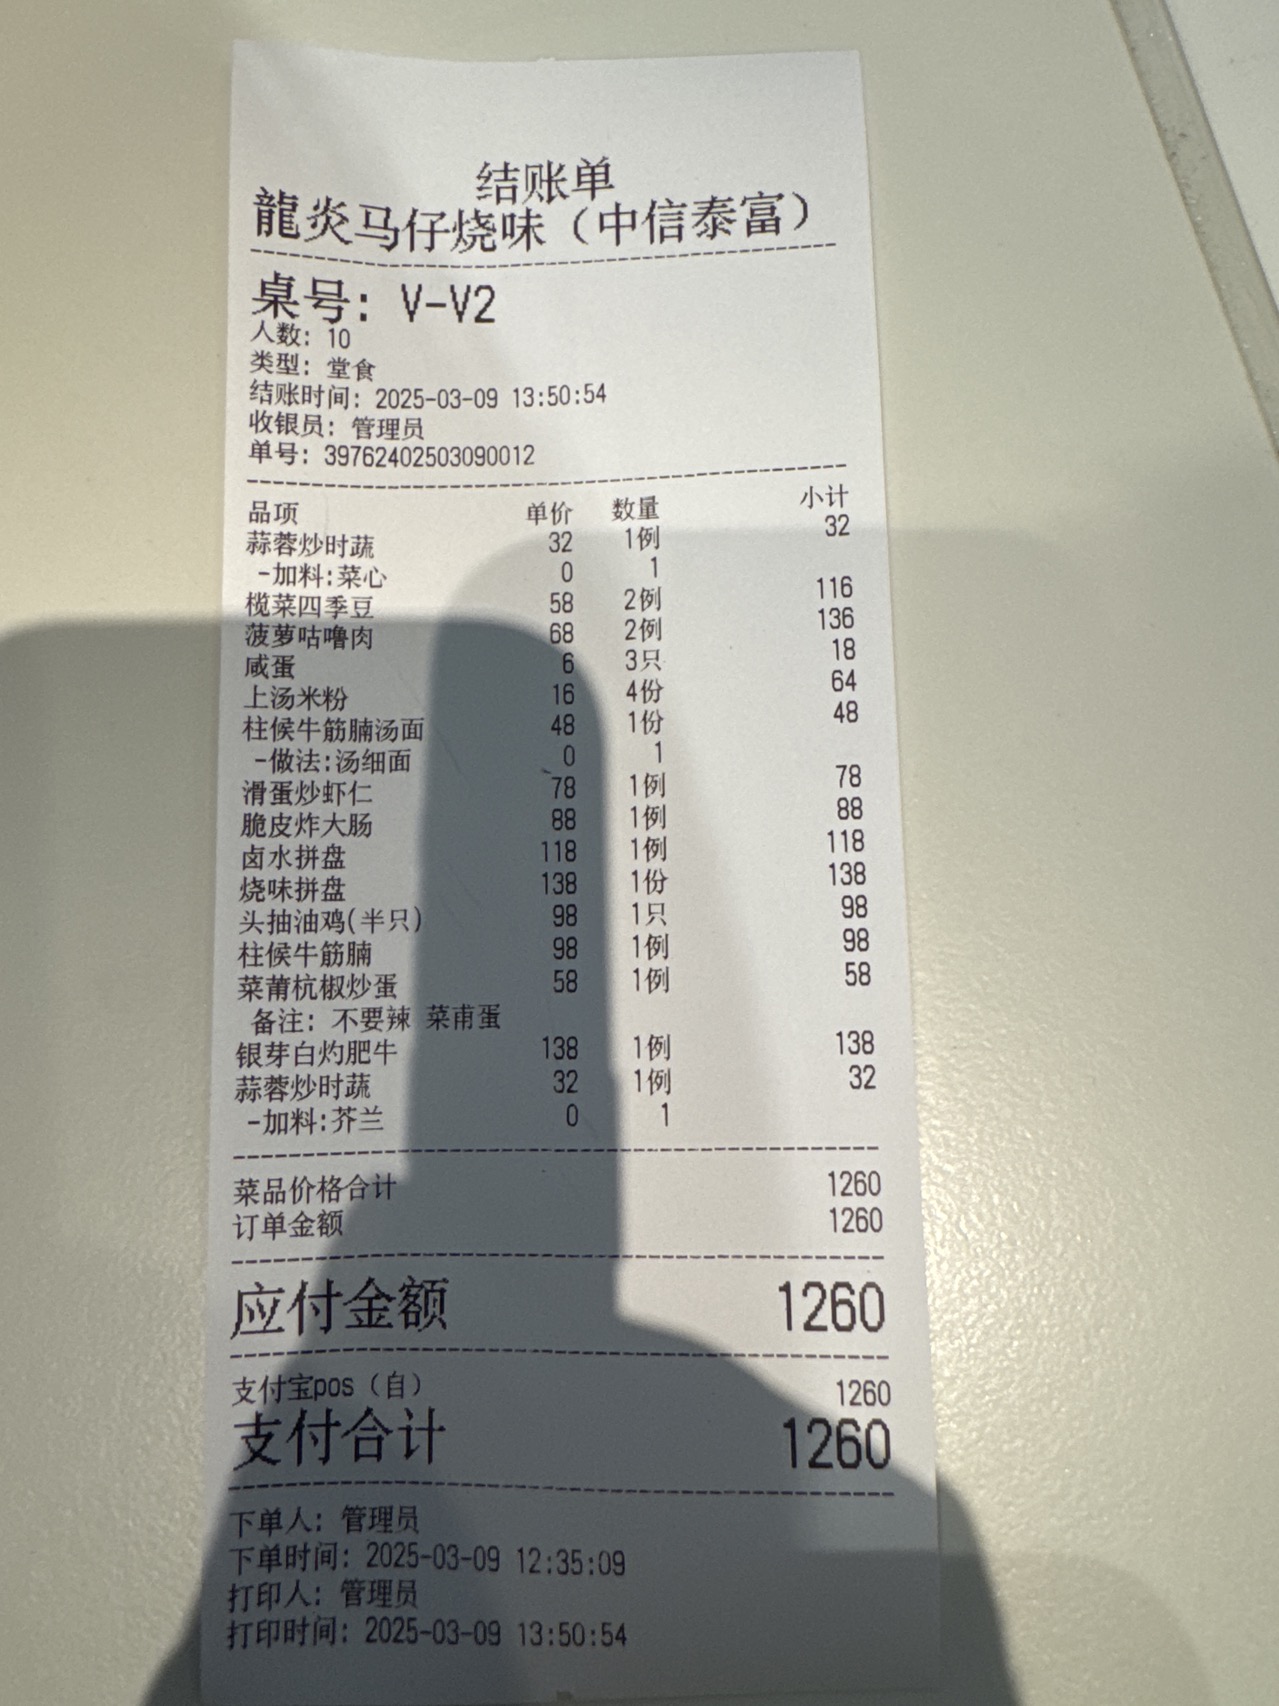 结账单
龍炎马仔烧味（中信泰富）
桌号: V-V2
人数: 10
类型: 堂食
结账时间: 2025-03-09 13:50:54
收银员: 管理员
单号: 39762402503090012
品项 单价 数量 小计
蒜蓉炒时蔬 32 1例 32
-加料:菜心 0 1
榄菜四季豆 58 2例 116
菠萝咕噜肉 68 2例 136
咸蛋 6 3只 18
上汤米粉 16 4份 64
柱候牛筋腩汤面 48 1份 48
-做法:汤细面 0 1
滑蛋炒虾仁 78 1例 78
脆皮炸大肠 88 1例 88
卤水拼盘 118 1例 118
烧味拼盘 138 1份 138
头抽油鸡(半只) 98 1只 98
柱候牛筋腩 98 1例 98
菜莆杭椒炒蛋 58 1例 58
备注: 不要辣 菜甫蛋
银芽白灼肥牛 138 1例 138
蒜蓉炒时蔬 32 1例 32
-加料:芥兰 0 1
菜品价格合计 1260
订单金额 1260
应付金额 1260
支付宝pos（自） 1260
支付合计 1260
下单人: 管理员
下单时间: 2025-03-09 12:35:09
打印人: 管理员
打印时间: 2025-03-09 13:50:54